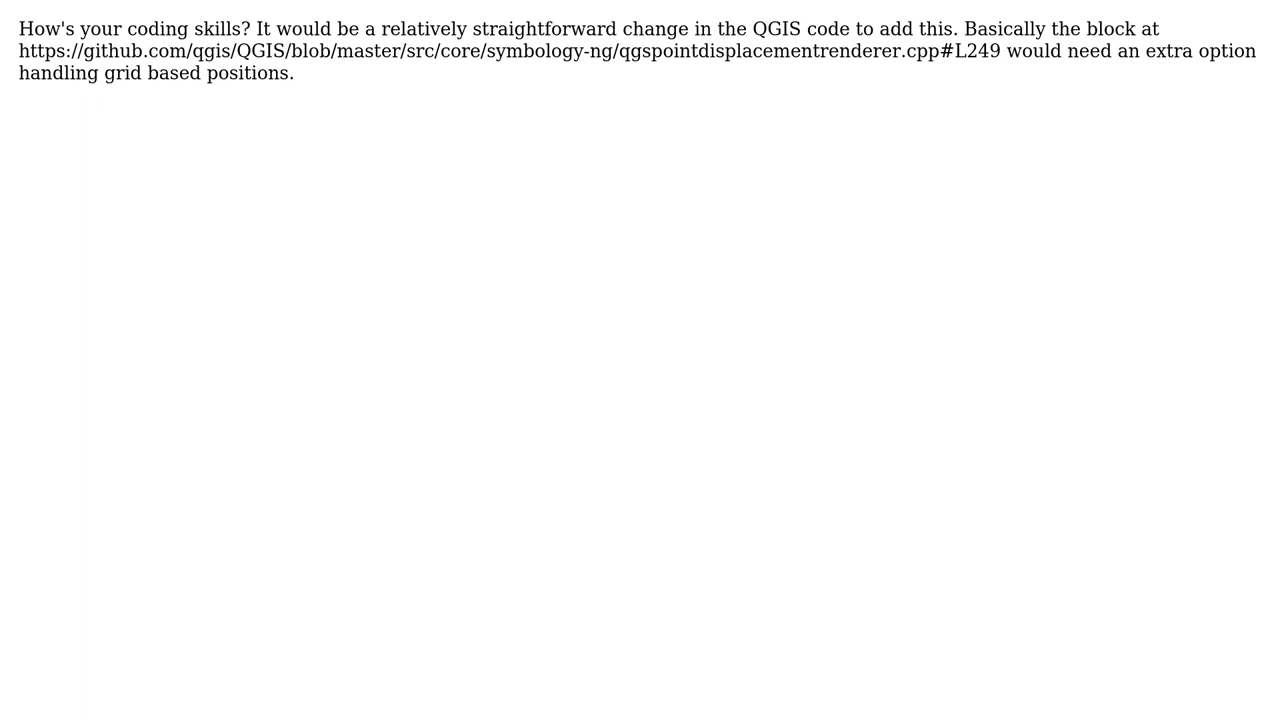 How's your coding skills? It would be a relatively straightforward change in the QGIS code to add this. Basically the block at
https://github.com/qgis/QGIS/blob/master/src/core/symbology-ng/qgspointdisplacementrenderer.cpp#L249 would need an extra option
handling grid based positions.